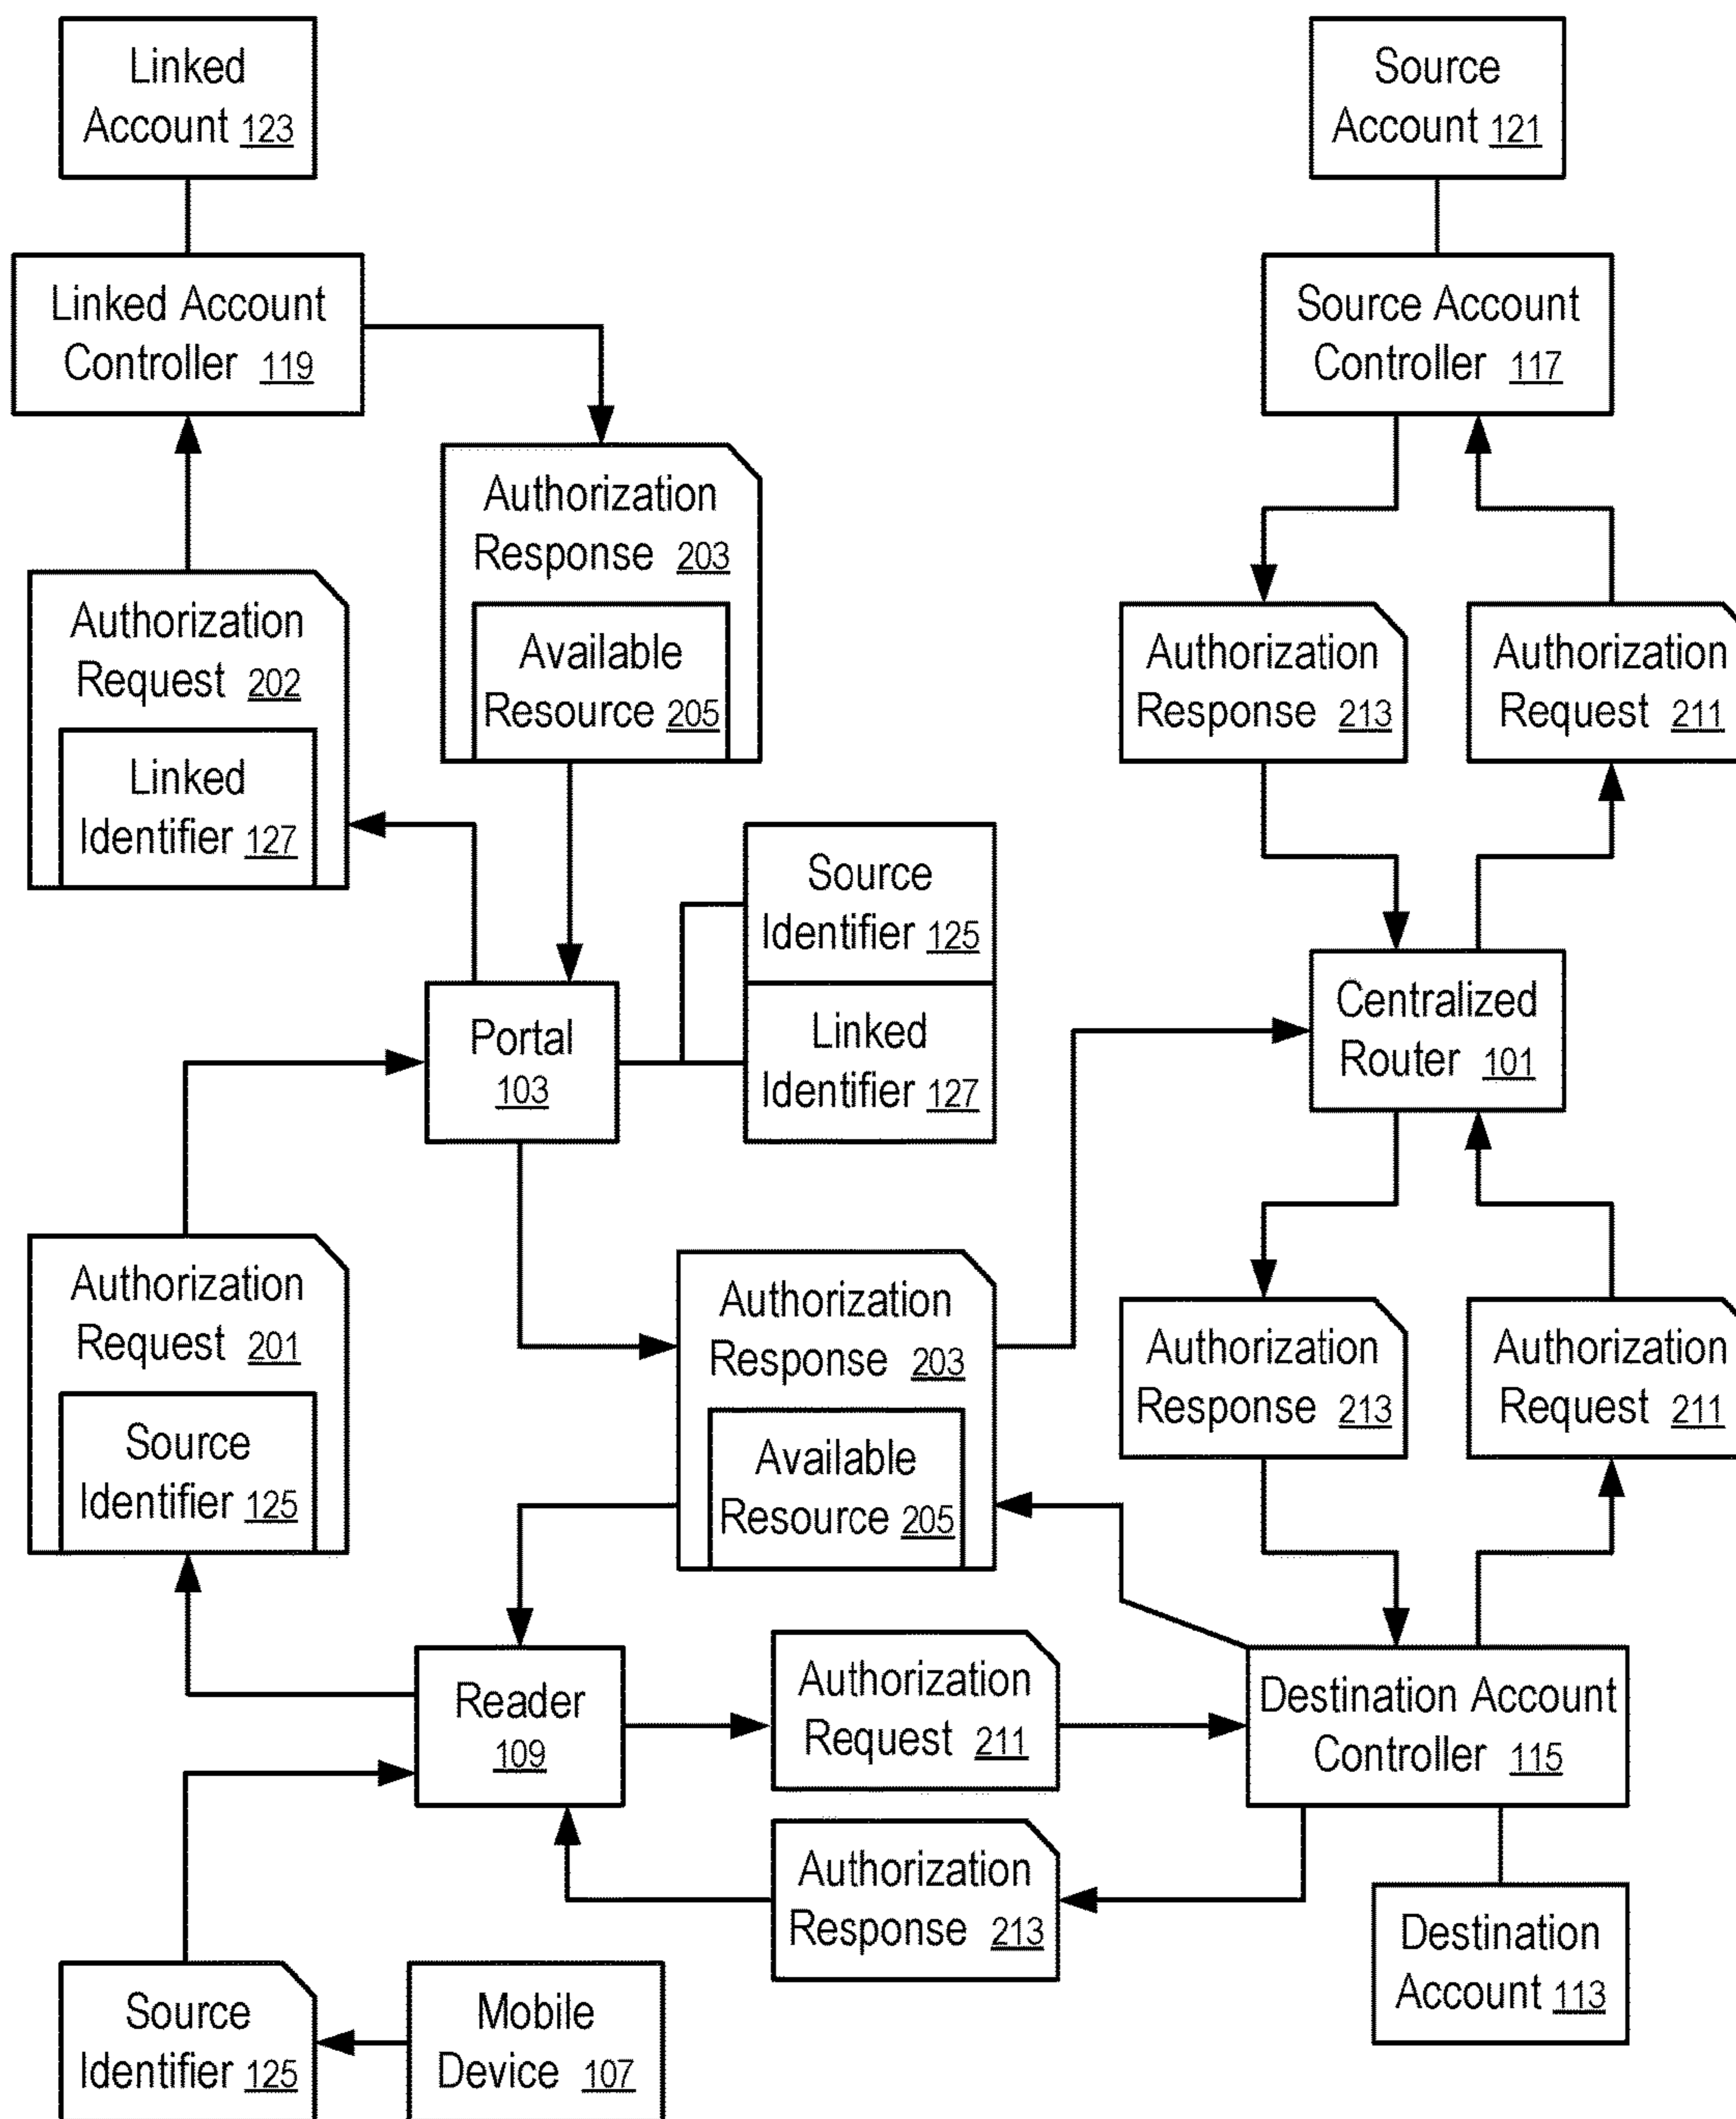 Linked
Account 123
Source
Account 121
Linked Account
Controller 119
Source Account
Controller 117
Authorization
Response 203
Available
Resource 205
Authorization
Request 202
Linked
Identifier 127
Authorization
Response 213
Authorization
Request 211
Source
Identifier 125
Linked
Identifier 127
Portal
103
Centralized
Router 101
Authorization
Request 201
Source
Identifier 125
Authorization
Response 203
Available
Resource 205
Authorization
Response 213
Authorization
Request 211
Reader
109
Authorization
Request 211
Destination Account
Controller 115
Authorization
Response 213
Destination
Account 113
Source
Identifier 125
Mobile
Device 107